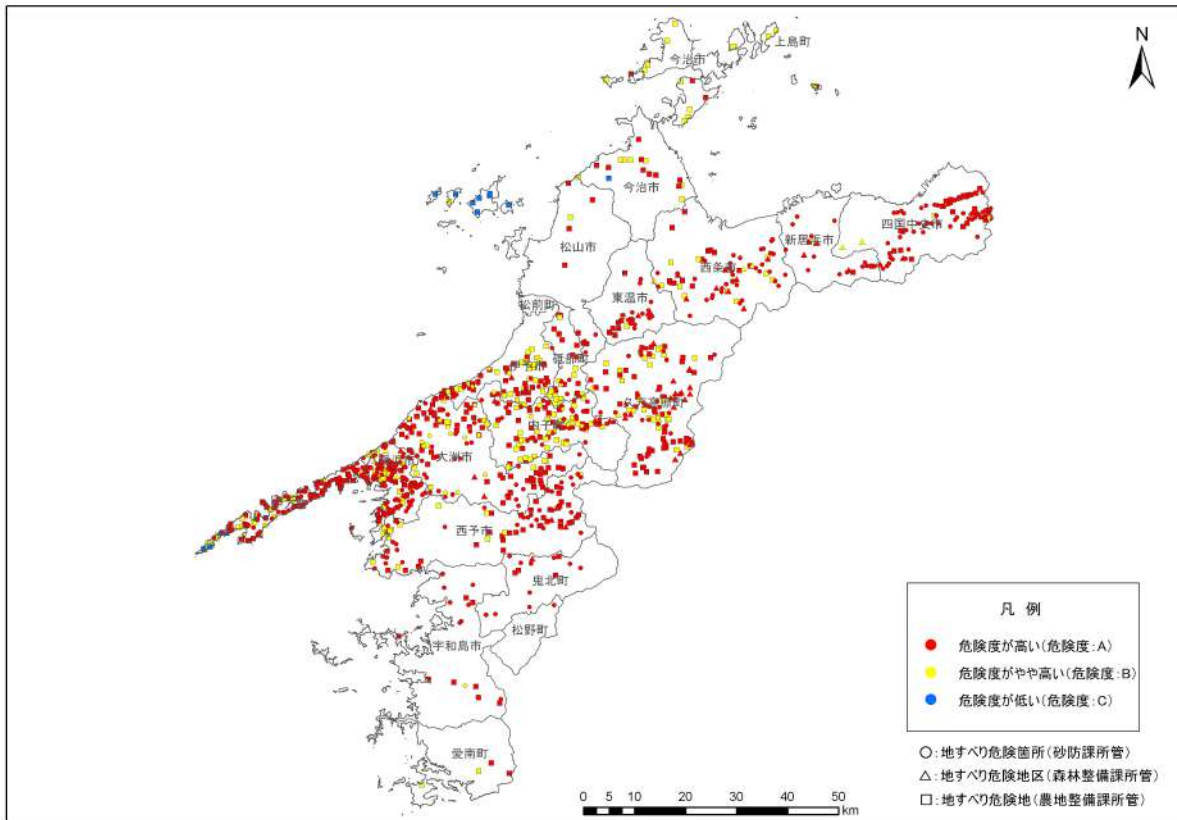 N
上島町
今治市
今治市
四国中央市
新居浜市
松山市
西条市
東温市
松前町
砥部町
伊予市
久万高原町
内子町
大洲市
西予市
鬼北町
松野町
宇和島市
愛南町
凡 例
危険度が高い(危険度:A)
危険度がやや高い(危険度:B)
危険度が低い(危険度:C)
○:地すべり危険箇所(砂防課所管)
△:地すべり危険地区(森林整備課所管)
□:地すべり危険地(農地整備課所管)
0 5 10 20 30 40 50
km